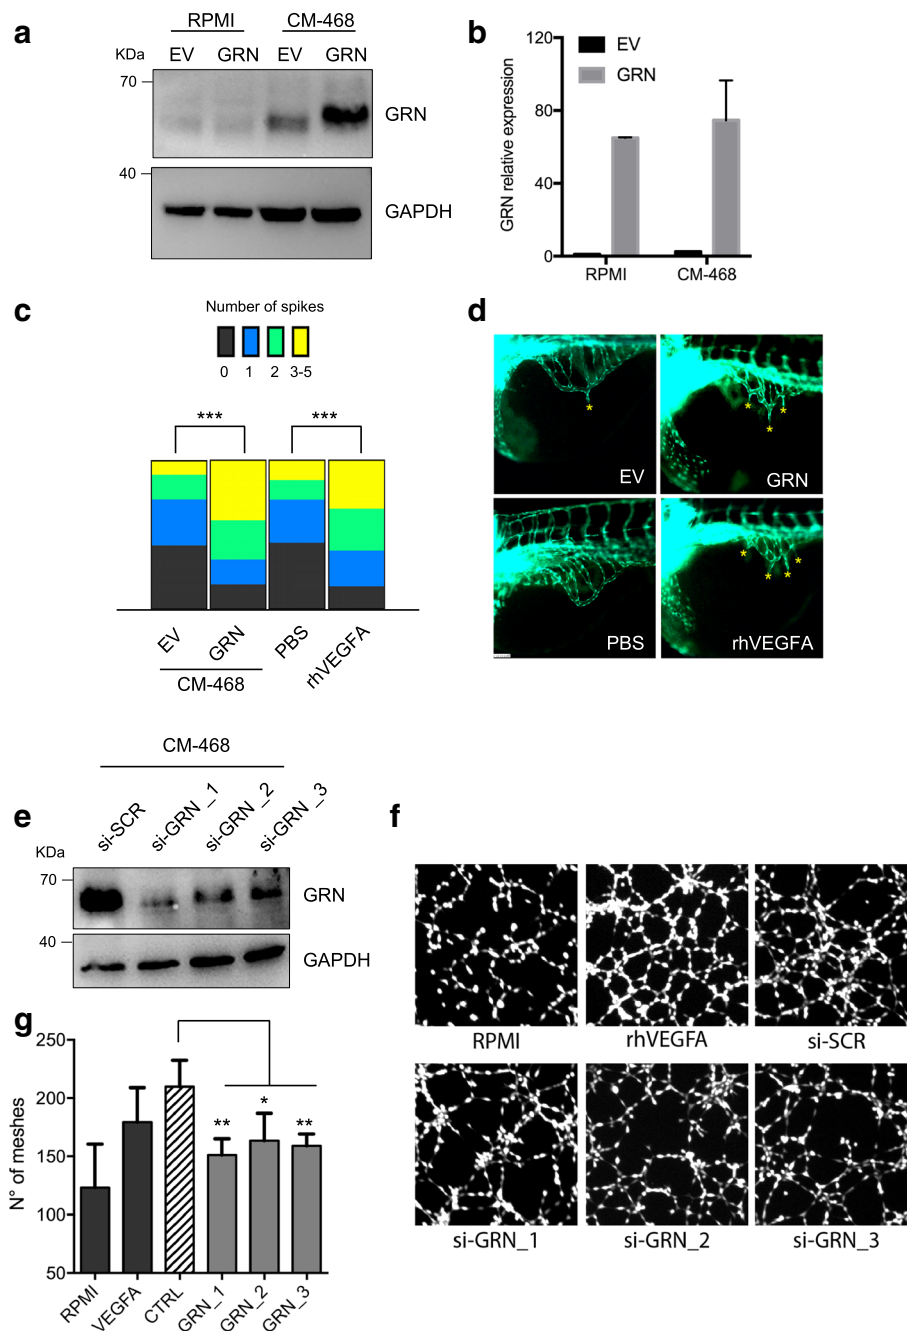 a
RPMI CM-468
KDa EV GRN EV GRN
70
GRN
40
GAPDH
b
EV
GRN
GRN relative expression
120
80
40
0
RPMI CM-468
c
Number of spikes
0 1 2 3-5
*** ***
EV GRN PBS rhVEGFA
CM-468
d
*
EV
* * *
GRN
PBS
* * * *
rhVEGFA
e
CM-468
si-SCR si-GRN_1 si-GRN_2 si-GRN_3
KDa
70
GRN
40
GAPDH
f
RPMI rhVEGFA si-SCR
si-GRN_1 si-GRN_2 si-GRN_3
g
N° of meshes
250
200
150
100
50
** * **
RPMI VEGFA CTRL GRN_1 GRN_2 GRN_3